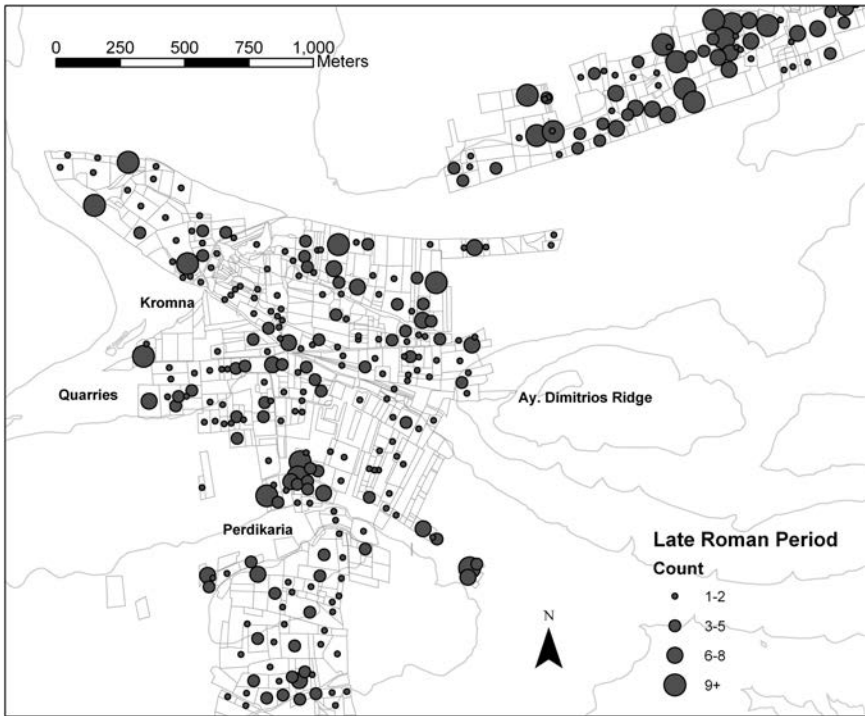 0 250 500 750 1,000
Meters
Kromna
Quarries
Ay. Dimitrios Ridge
Perdikaria
N
Late Roman Period
Count
1-2
3-5
6-8
9+